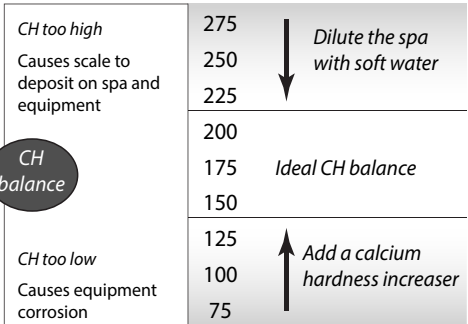 CH too high
Causes scale to
deposit on spa and
equipment
CH
balance
CH too low
Causes equipment
corrosion
275
250
225
200
175
150
125
100
75
Dilute the spa
with soft water
Ideal CH balance
Add a calcium
hardness increaser